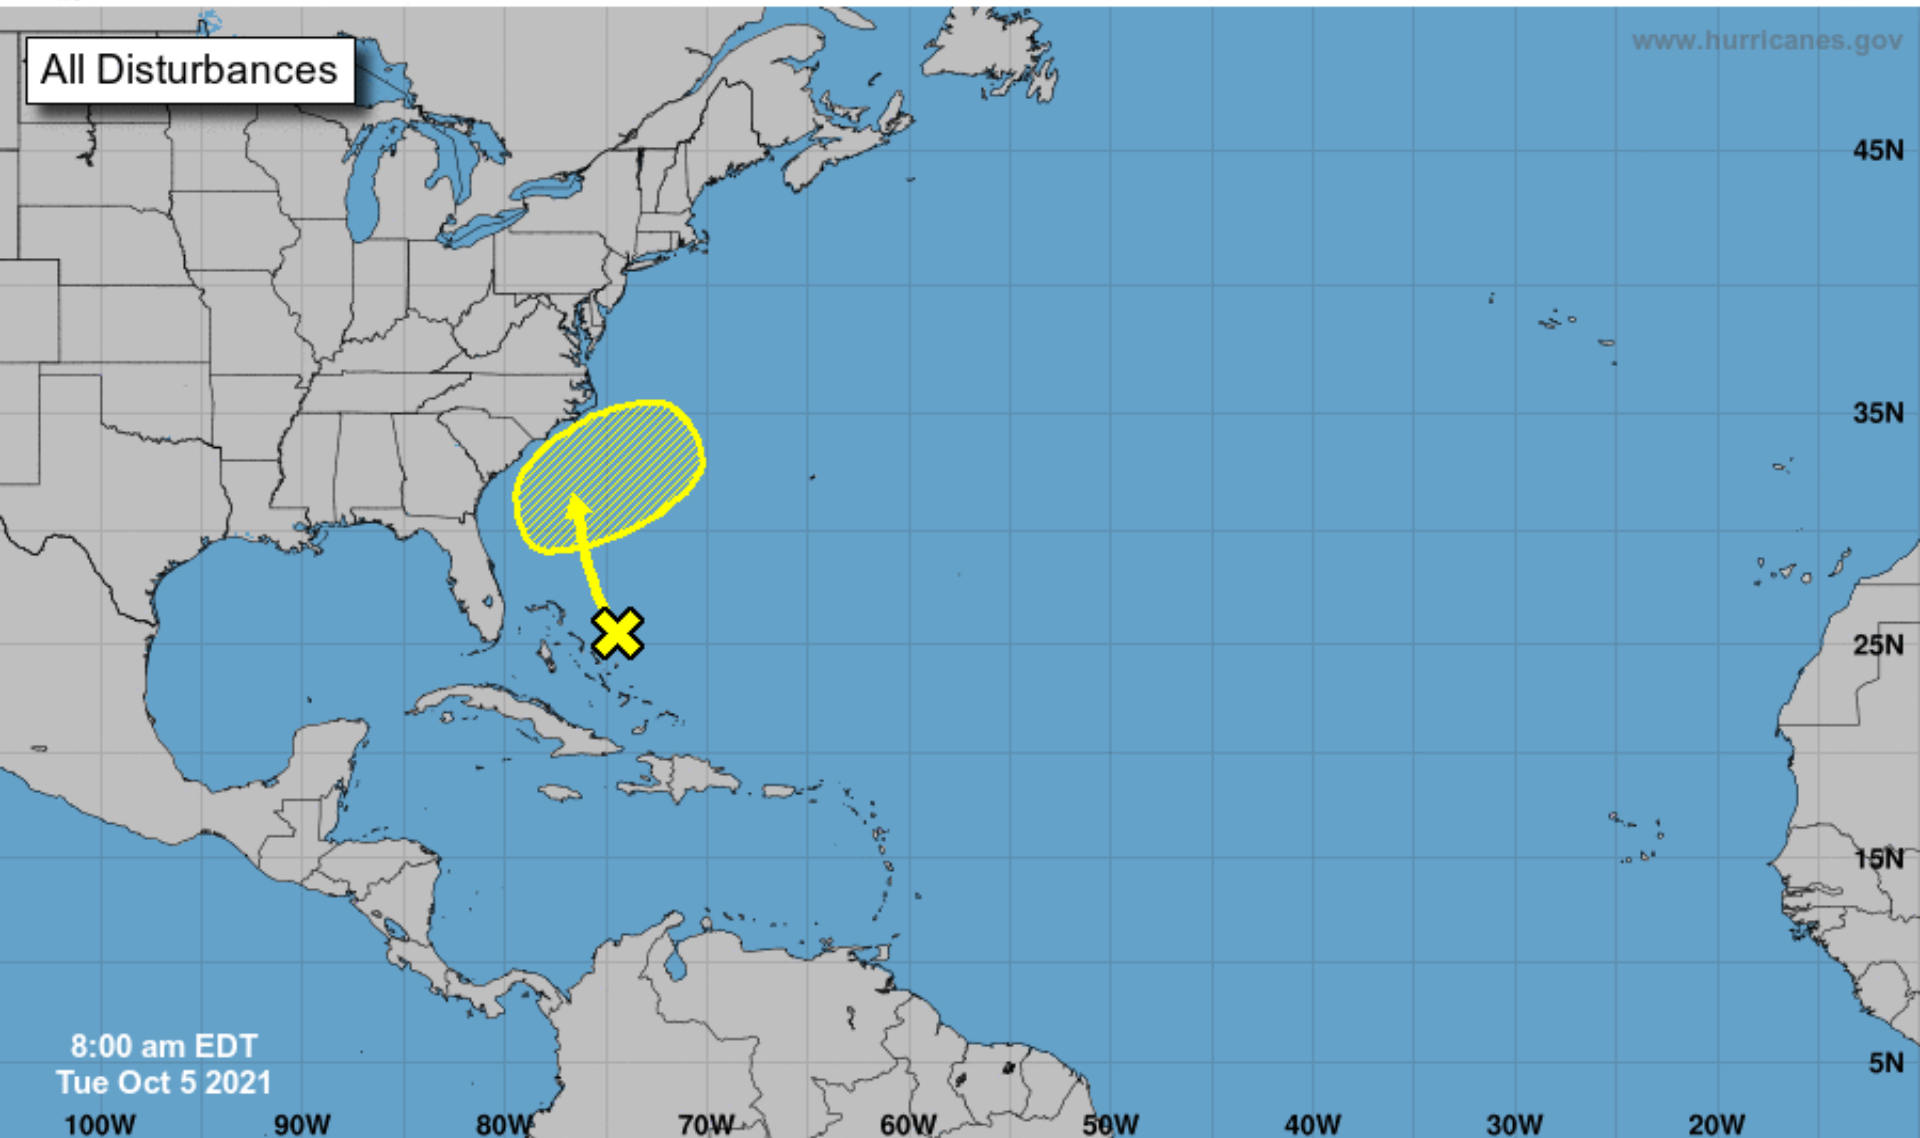 All Disturbances
www.hurricanes.gov
45N
35N
25N
15N
5N
8:00 am EDT
Tue Oct 5 2021
100W 90W 80W 70W 60W 50W 40W 30W 20W